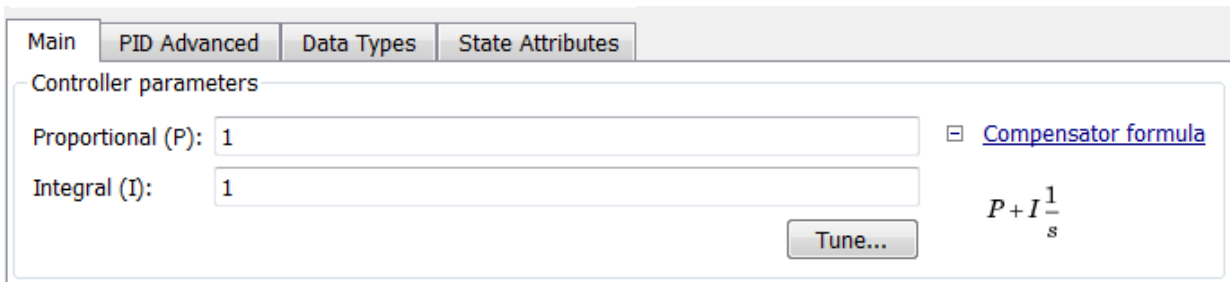 Main PID Advanced Data Types State Attributes
Controller parameters
Proportional (P): 1 Compensator formula
Integral (I): 1
P + I 1/s
Tune...